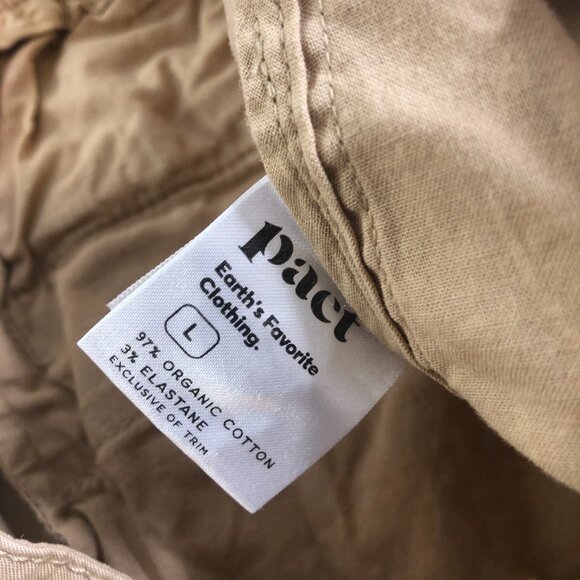 pact
Earth's Favorite
Clothing.
L
97% ORGANIC COTTON
3% ELASTANE
EXCLUSIVE OF TRIM